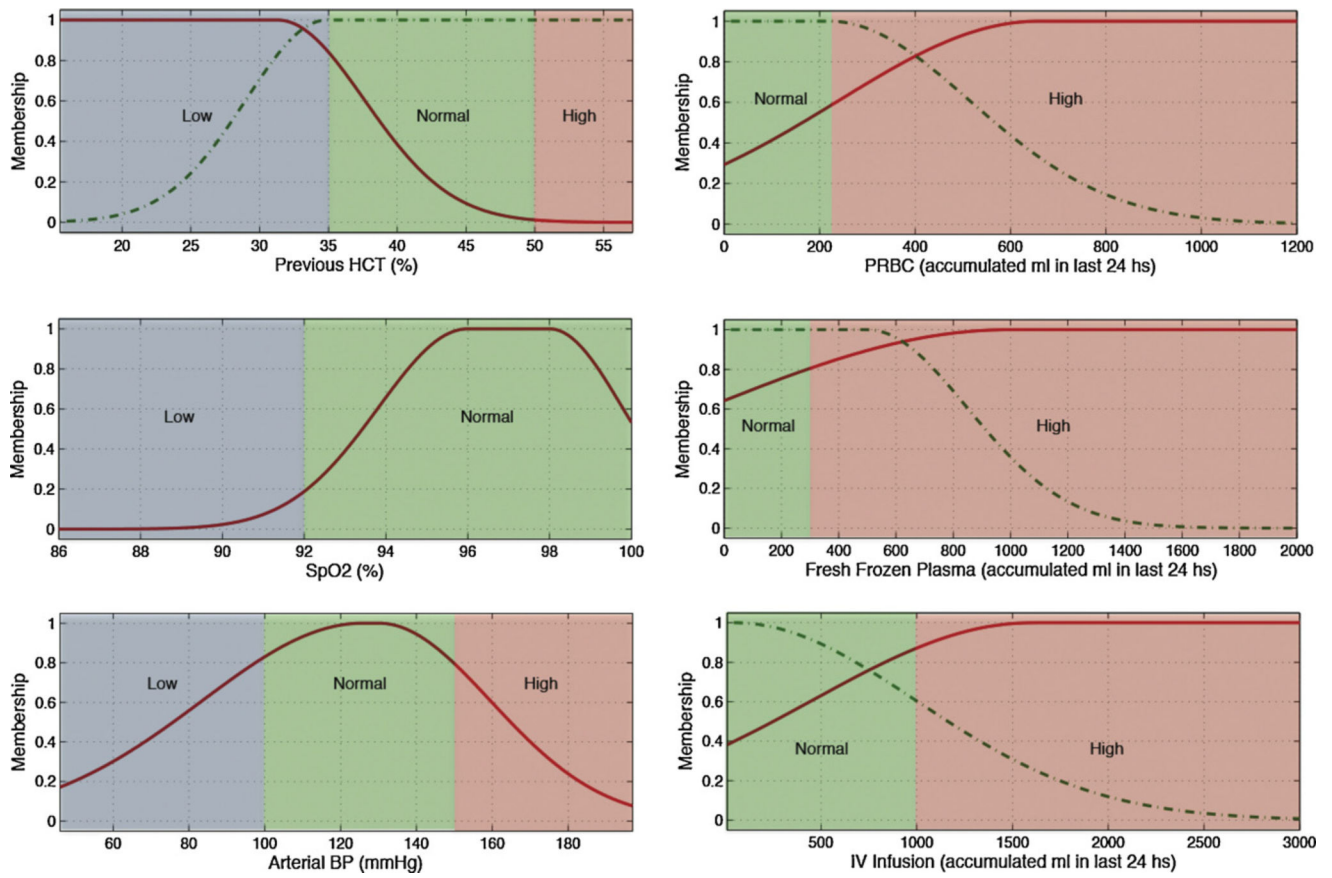 1
0.8
0.6
0.4
0.2
0
Membership
Low
Normal
High
20 25 30 35 40 45 50 55
Previous HCT (%)
1
0.8
0.6
0.4
0.2
0
Membership
Normal
High
0 200 400 600 800 1000 1200
PRBC (accumulated ml in last 24 hs)
1
0.8
0.6
0.4
0.2
0
Membership
Low
Normal
86 88 90 92 94 96 98 100
SpO2 (%)
1
0.8
0.6
0.4
0.2
0
Membership
Normal
High
0 200 400 600 800 1000 1200 1400 1600 1800 2000
Fresh Frozen Plasma (accumulated ml in last 24 hs)
1
0.8
0.6
0.4
0.2
0
Membership
Low
Normal
High
60 80 100 120 140 160 180
Arterial BP (mmHg)
1
0.8
0.6
0.4
0.2
0
Membership
Normal
High
500 1000 1500 2000 2500 3000
IV Infusion (accumulated ml in last 24 hs)